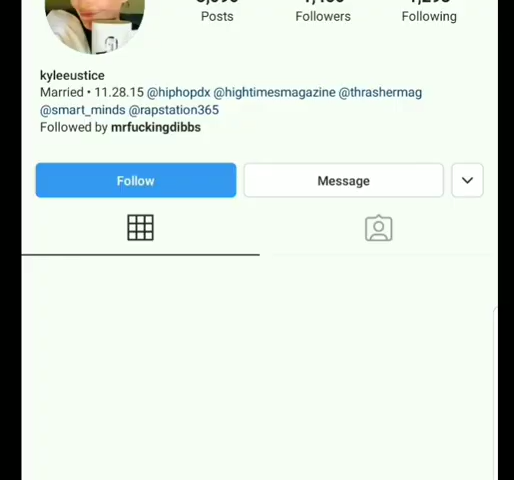 Posts Followers Following
kyleeustice
Married • 11.28.15 @hiphopdx @hightimesmagazine @thrashermag
@smart_minds @rapstation365
Followed by mrfuckingdibbs
Follow Message